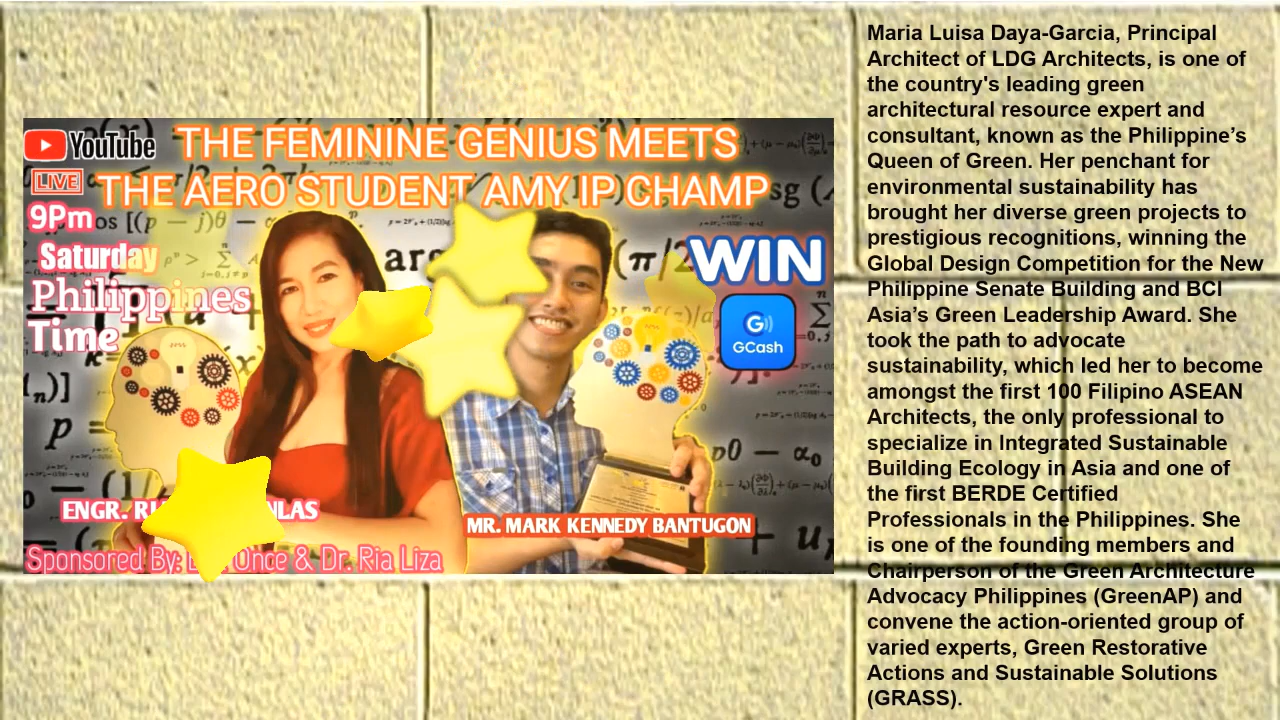 YouTube
THE FEMININE GENIUS MEETS
LIVE
THE AERO STUDENT AMY IP CHAMP
9Pm
Saturday
Philippines
Time
WIN
GCash
ENGR.
MR. MARK KENNEDY BANTUGON
Sponsored By: Once & Dr. Ria Liza
Maria Luisa Daya-Garcia, Principal
Architect of LDG Architects, is one of
the country's leading green
architectural resource expert and
consultant, known as the Philippine’s
Queen of Green. Her penchant for
environmental sustainability has
brought her diverse green projects to
prestigious recognitions, winning the
Global Design Competition for the New
Philippine Senate Building and BCI
Asia’s Green Leadership Award. She
took the path to advocate
sustainability, which led her to become
amongst the first 100 Filipino ASEAN
Architects, the only professional to
specialize in Integrated Sustainable
Building Ecology in Asia and one of
the first BERDE Certified
Professionals in the Philippines. She
is one of the founding members and
Chairperson of the Green Architecture
Advocacy Philippines (GreenAP) and
convene the action-oriented group of
varied experts, Green Restorative
Actions and Sustainable Solutions
(GRASS).